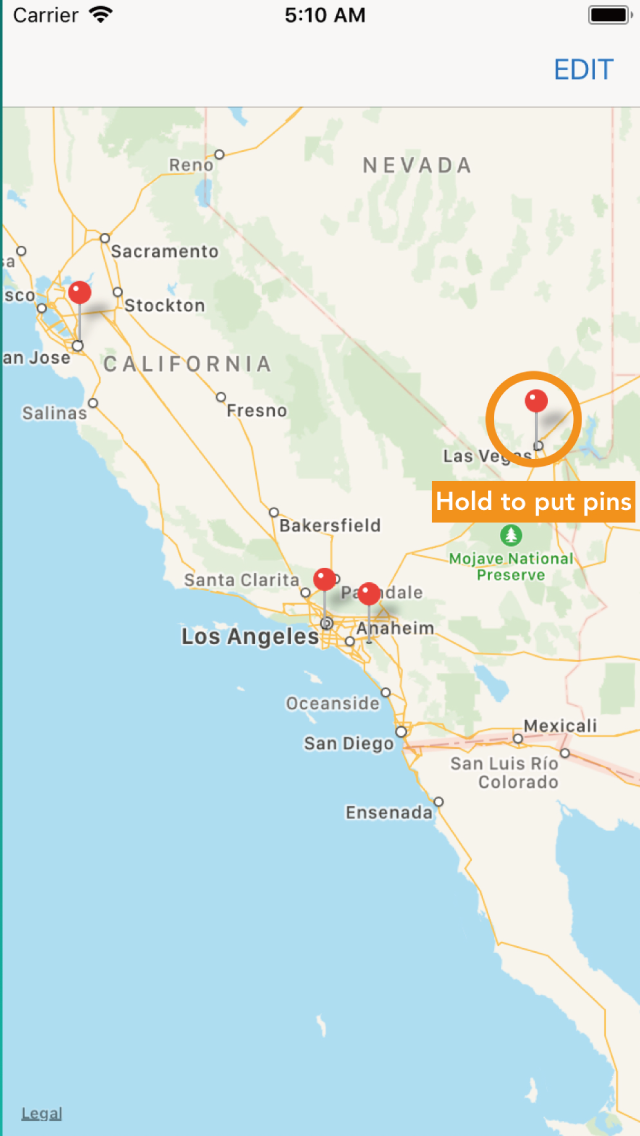 Carrier
5:10 AM
EDIT
Reno
NEVADA
Sacramento
sa
sco
Stockton
an Jose
CALIFORNIA
Salinas
Fresno
Las Vegas
Hold to put pins
Bakersfield
Mojave National
Preserve
Santa Clarita
Palmdale
Los Angeles
Anaheim
Oceanside
San Diego
Mexicali
San Luis Río
Colorado
Ensenada
Legal